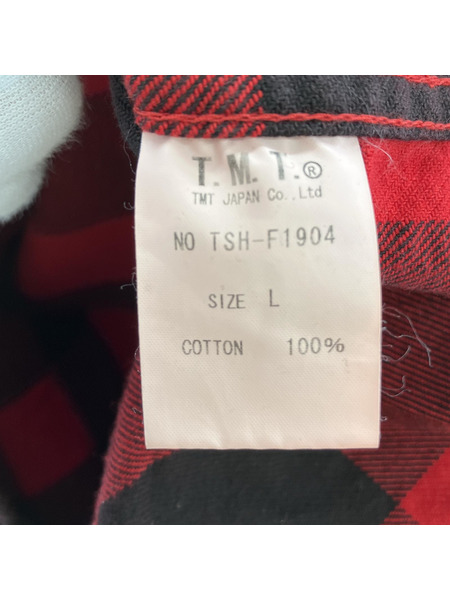 T.M.T.®
TMT JAPAN Co.,Ltd
NO TSH-F1904
SIZE L
COTTON 100%